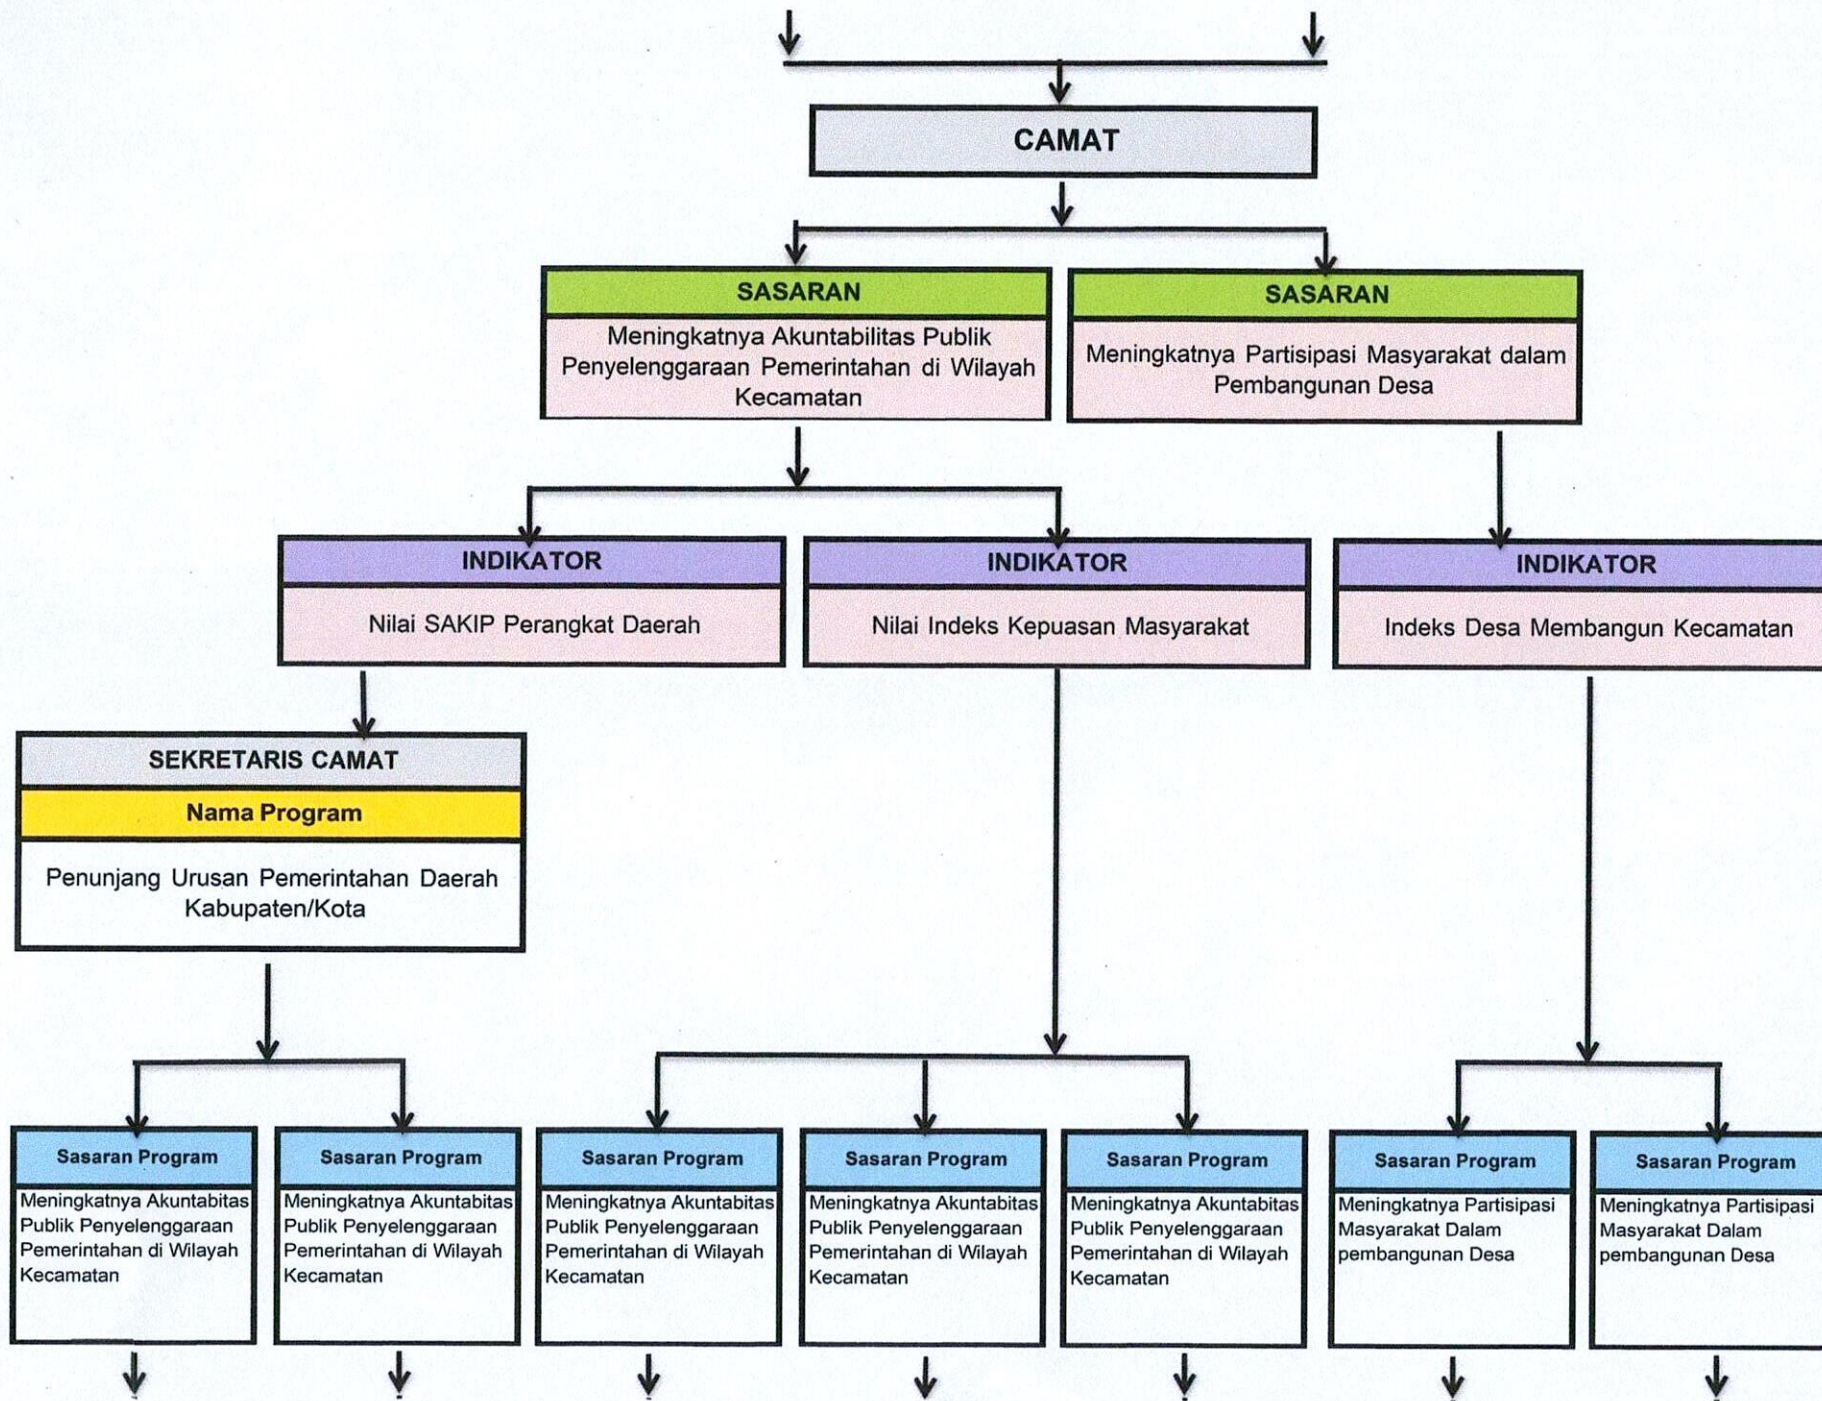 CAMAT
SASARAN
Meningkatnya Akuntabilitas Publik
Penyelenggaraan Pemerintahan di Wilayah
Kecamatan
SASARAN
Meningkatnya Partisipasi Masyarakat dalam
Pembangunan Desa
INDIKATOR
Nilai SAKIP Perangkat Daerah
INDIKATOR
Nilai Indeks Kepuasan Masyarakat
INDIKATOR
Indeks Desa Membangun Kecamatan
SEKRETARIS CAMAT
Nama Program
Penunjang Urusan Pemerintahan Daerah
Kabupaten/Kota
Sasaran Program
Meningkatnya Akuntabitas
Publik Penyelenggaraan
Pemerintahan di Wilayah
Kecamatan
Sasaran Program
Meningkatnya Akuntabitas
Publik Penyelenggaraan
Pemerintahan di Wilayah
Kecamatan
Sasaran Program
Meningkatnya Akuntabitas
Publik Penyelenggaraan
Pemerintahan di Wilayah
Kecamatan
Sasaran Program
Meningkatnya Akuntabitas
Publik Penyelenggaraan
Pemerintahan di Wilayah
Kecamatan
Sasaran Program
Meningkatnya Akuntabitas
Publik Penyelenggaraan
Pemerintahan di Wilayah
Kecamatan
Sasaran Program
Meningkatnya Partisipasi
Masyarakat Dalam
pembangunan Desa
Sasaran Program
Meningkatnya Partisipasi
Masyarakat Dalam
pembangunan Desa